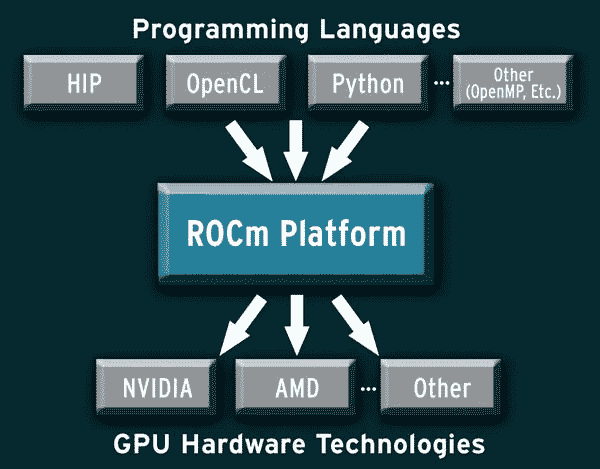 Programming Languages
HIP
OpenCL
Python
...
Other
(OpenMP, Etc.)
ROCm Platform
NVIDIA
AMD
...
Other
GPU Hardware Technologies